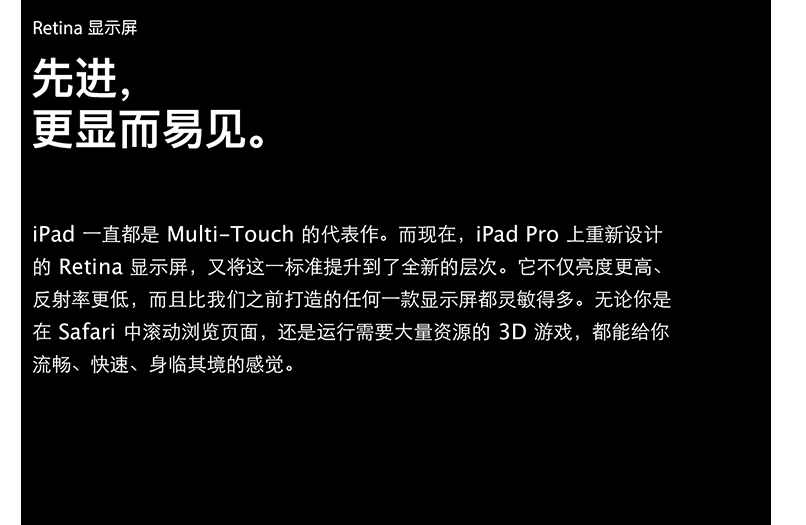 Retina 显示屏
先进，
更显而易见。
iPad 一直都是 Multi-Touch 的代表作。而现在，iPad Pro 上重新设计
的 Retina 显示屏，又将这一标准提升到了全新的层次。它不仅亮度更高、
反射率更低，而且比我们之前打造的任何一款显示屏都灵敏得多。无论你是
在 Safari 中滚动浏览页面，还是运行需要大量资源的 3D 游戏，都能给你
流畅、快速、身临其境的感觉。